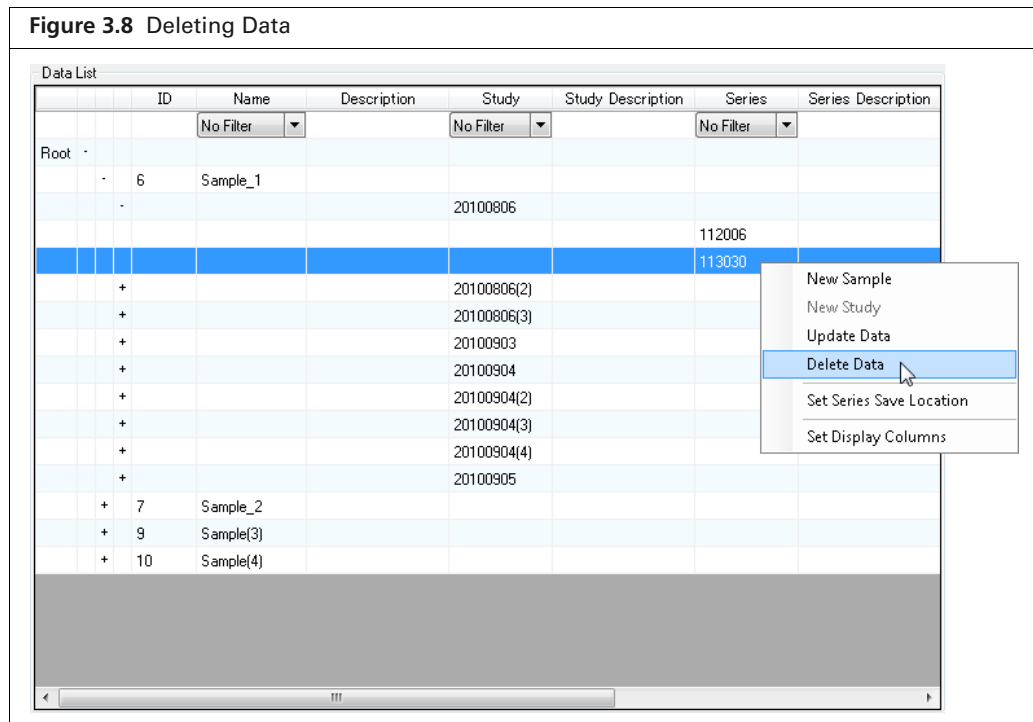 Figure 3.8 Deleting Data
Data List
ID Name Description Study Study Description Series Series Description
No Filter No Filter No Filter
Root -
- 6 Sample_1
- 20100806
112006
113030
+ 20100806(2)
+ 20100806(3)
+ 20100903
+ 20100904
+ 20100904(2)
+ 20100904(3)
+ 20100904(4)
+ 20100905
+ 7 Sample_2
+ 9 Sample(3)
+ 10 Sample(4)
New Sample
New Study
Update Data
Delete Data
Set Series Save Location
Set Display Columns